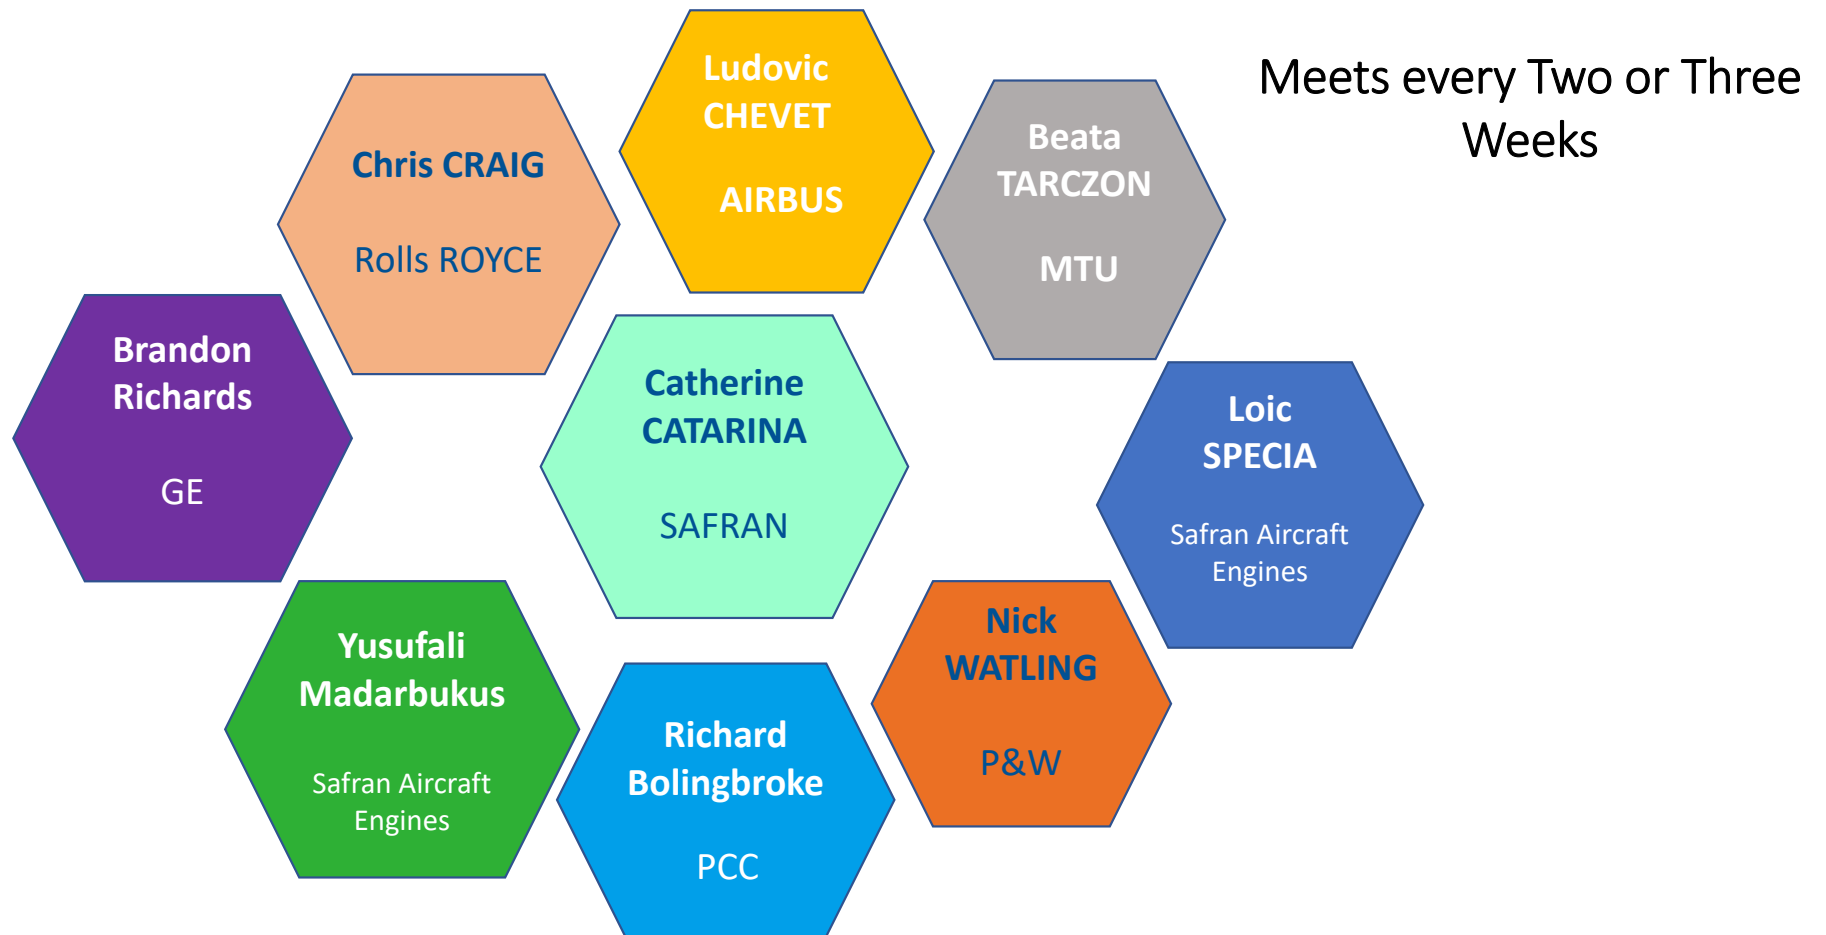 Ludovic
CHEVET
AIRBUS
Meets every Two or Three
Weeks
Chris CRAIG
Rolls ROYCE
Beata
TARCZON
MTU
Brandon
Richards
GE
Catherine
CATARINA
SAFRAN
Loic
SPECIA
Safran Aircraft
Engines
Yusufali
Madarbukus
Safran Aircraft
Engines
Richard
Bolingbroke
PCC
Nick
WATLING
P&W